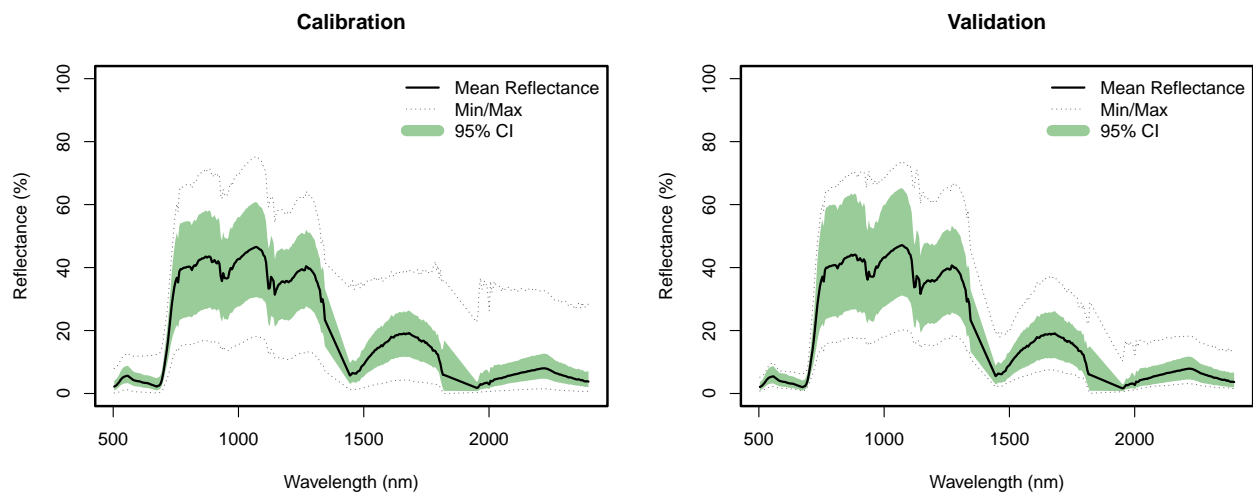 Calibration
Mean Reflectance
Min/Max
95% CI
Reflectance (%)
0
20
40
60
80
100
500
1000
1500
2000
Wavelength (nm)
Validation
Mean Reflectance
Min/Max
95% CI
Reflectance (%)
0
20
40
60
80
100
500
1000
1500
2000
Wavelength (nm)